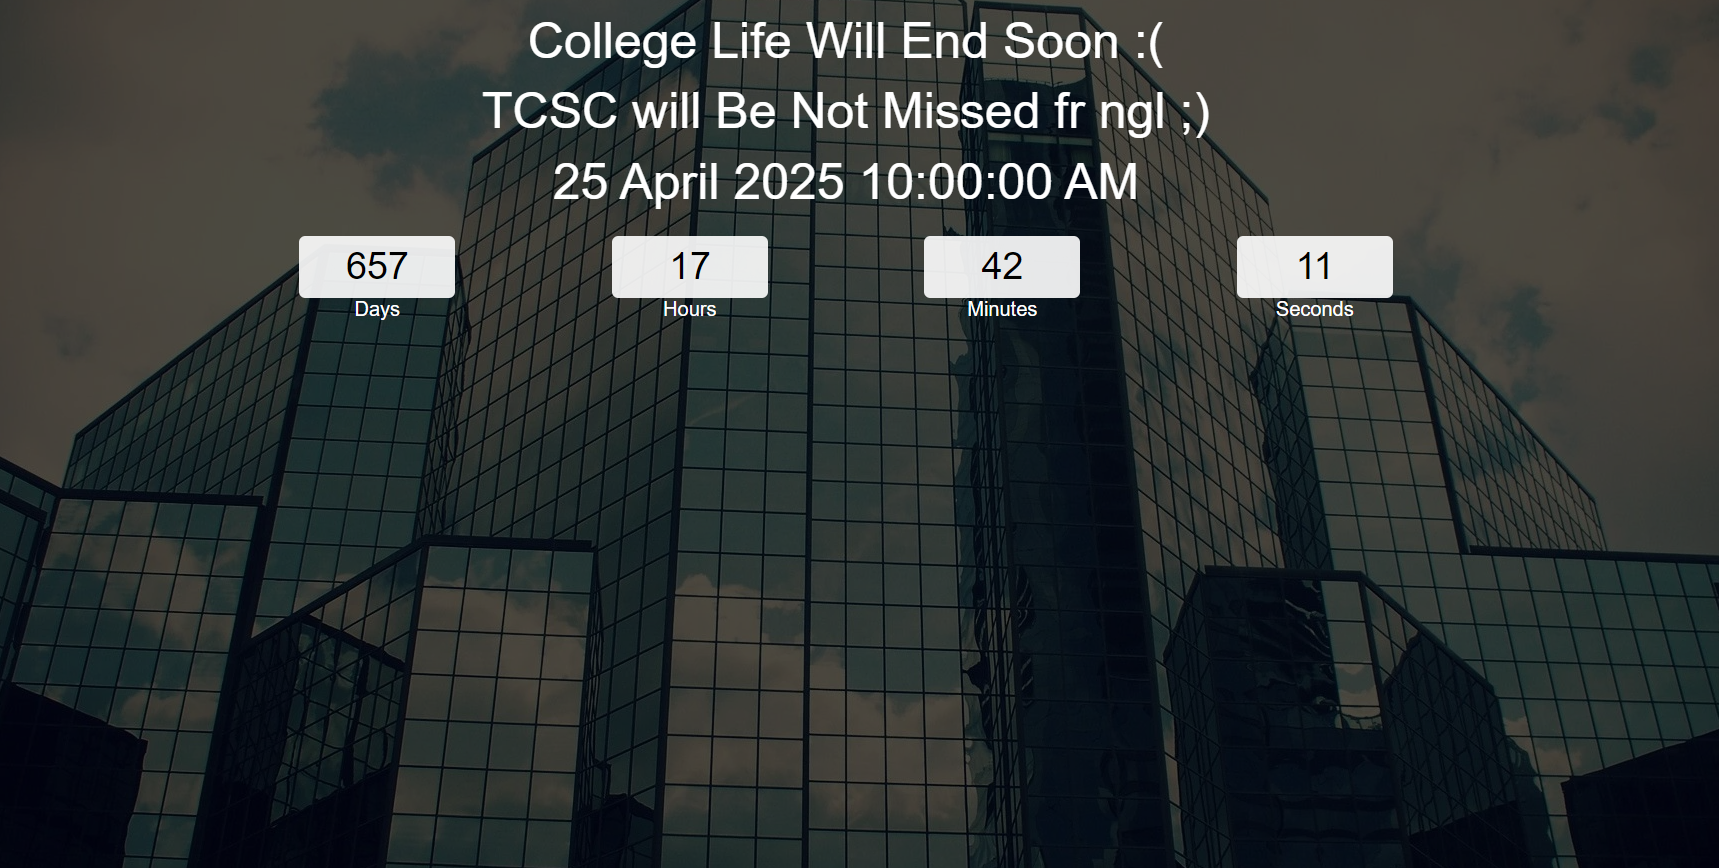 College Life Will End Soon :(
TCSC will Be Not Missed fr ngl ;)
25 April 2025 10:00:00 AM
657 17 42 11
Days Hours Minutes Seconds